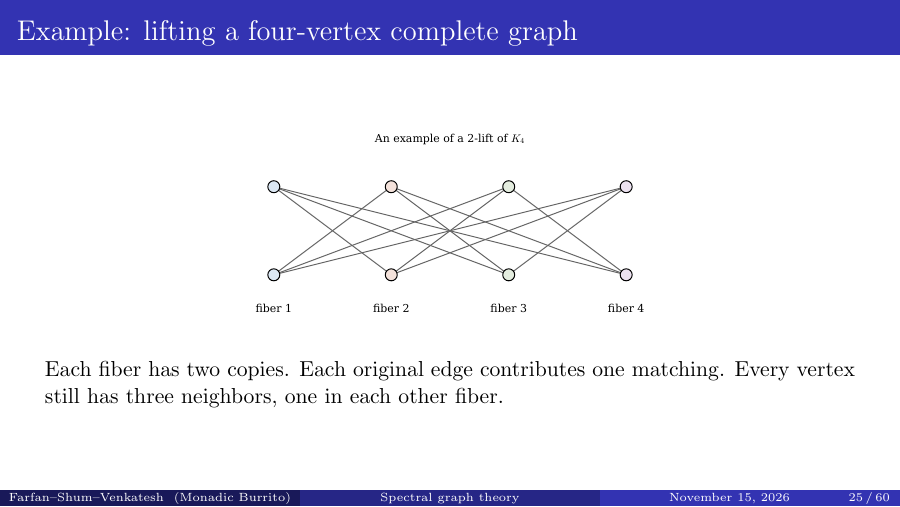 Example: lifting a four-vertex complete graph
An example of a 2-lift of K₄
fiber 1 fiber 2 fiber 3 fiber 4
Each fiber has two copies. Each original edge contributes one matching. Every vertex
still has three neighbors, one in each other fiber.
Farfan–Shum–Venkatesh (Monadic Burrito) Spectral graph theory November 15, 2026 25 / 60